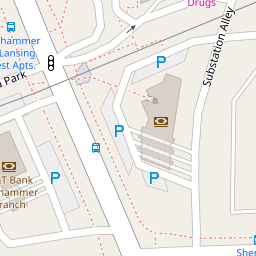 Drugs
hammer
Lansing
est Apts.
Park
P
Substation Alley
P
P
P
T Bank
hammer
ranch
Sher